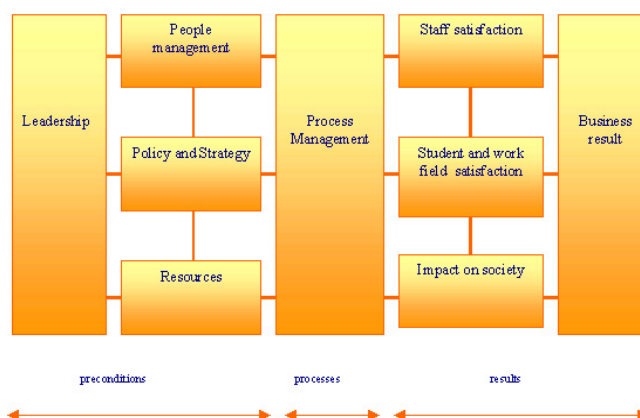 Leadership
People
management
Policy and Strategy
Resources
Process
Management
Staff satisfaction
Student and work
field satisfaction
Impact on society
Business
result
preconditions
processes
results